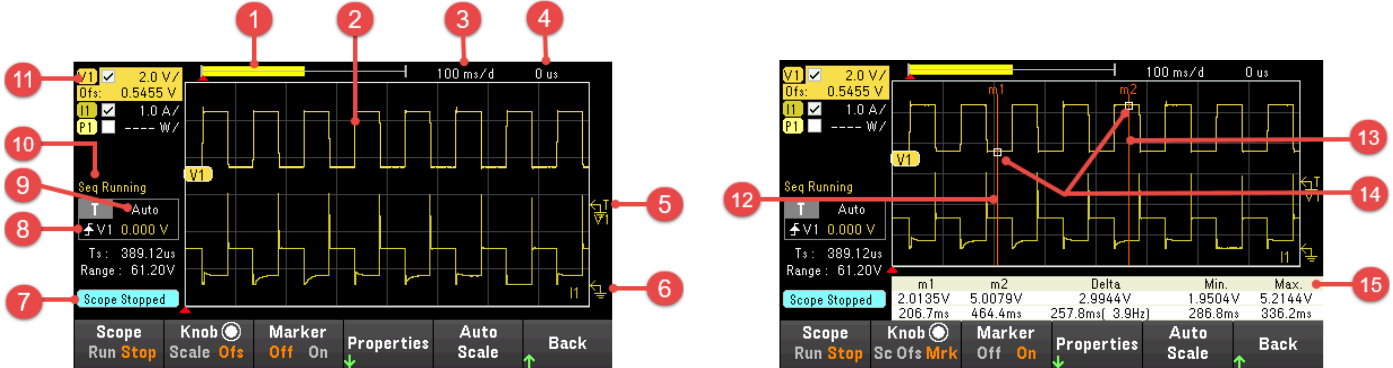 1
2
3
4
11
V1 2.0 V/
Ofs: 0.5455 V
I1 1.0 A/
P1 ---- W/
100 ms/d 0 us
10
V1
Seq Running
9
T Auto
8
V1 0.000 V
T
V1
5
Ts: 389.12us
Range: 61.20V
7
Scope Stopped
I1
6
Scope
Run Stop
Knob
Scale Ofs
Marker
Off On
Properties
Auto
Scale
Back
V1 2.0 V/
Ofs: 0.5455 V
I1 1.0 A/
P1 ---- W/
100 ms/d 0 us
m1 m2
13
V1
Seq Running
14
12
T Auto
V1 0.000 V
T
V1
Ts: 389.12us
Range: 61.20V
I1
Scope Stopped
m1 m2 Delta Min. Max.
2.0135V 5.0079V 2.9944V 1.9504V 5.2144V
206.7ms 464.4ms 257.8ms( 3.9Hz) 286.8ms 336.2ms
15
Scope
Run Stop
Knob
Sc Ofs Mrk
Marker
Off On
Properties
Auto
Scale
Back